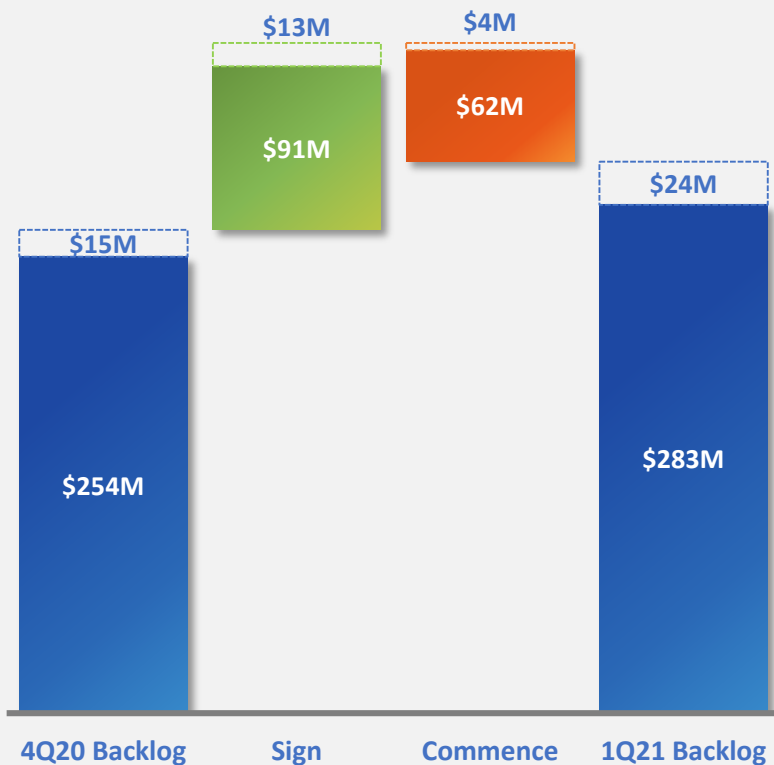 $13M
$4M
$62M
$91M
$24M
$15M
$283M
$254M
4Q20 Backlog
Sign
Commence
1Q21 Backlog